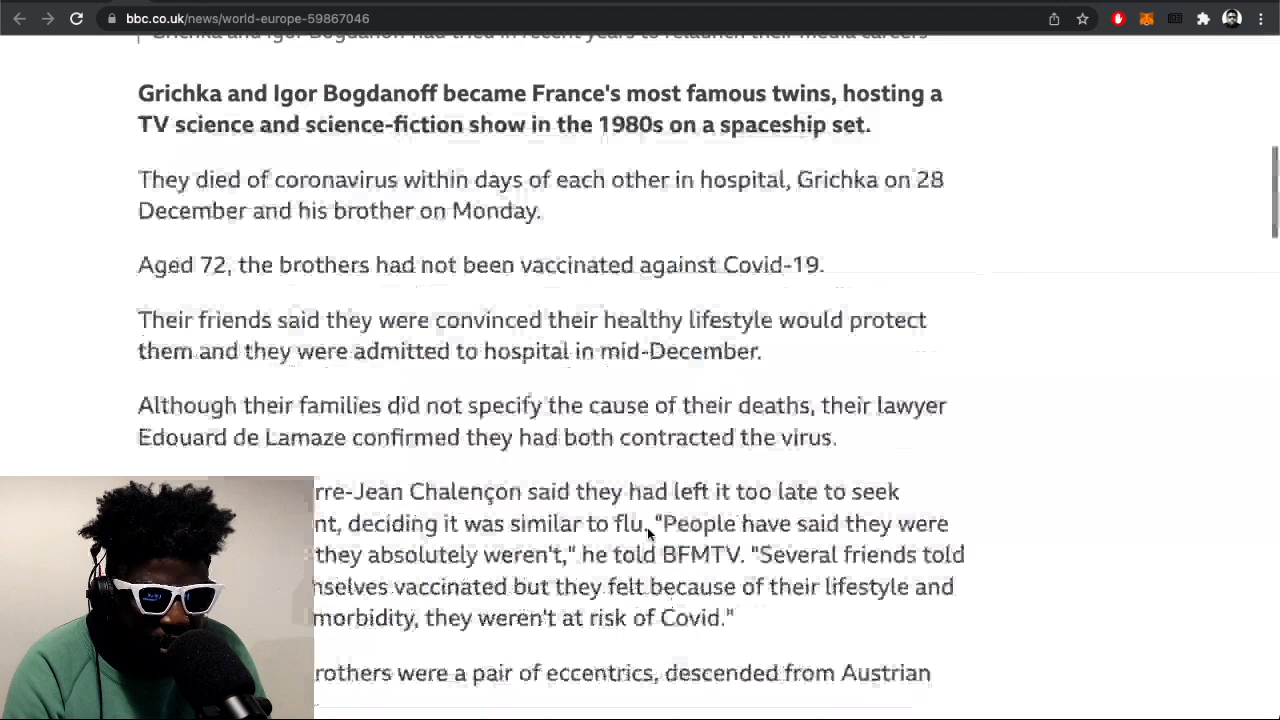 bbc.co.uk/news/world-europe-59867046
Grichka and Igor Bogdanoff had tried in recent years to relaunch their media careers
Grichka and Igor Bogdanoff became France's most famous twins, hosting a
TV science and science-fiction show in the 1980s on a spaceship set.
They died of coronavirus within days of each other in hospital, Grichka on 28
December and his brother on Monday.
Aged 72, the brothers had not been vaccinated against Covid-19.
Their friends said they were convinced their healthy lifestyle would protect
them and they were admitted to hospital in mid-December.
Although their families did not specify the cause of their deaths, their lawyer
Edouard de Lamaze confirmed they had both contracted the virus.
rre-Jean Chalençon said they had left it too late to seek
nt, deciding it was similar to flu, "People have said they were
they absolutely weren't," he told BFMTV. "Several friends told
nselves vaccinated but they felt because of their lifestyle and
morbidity, they weren't at risk of Covid."
rothers were a pair of eccentrics, descended from Austrian